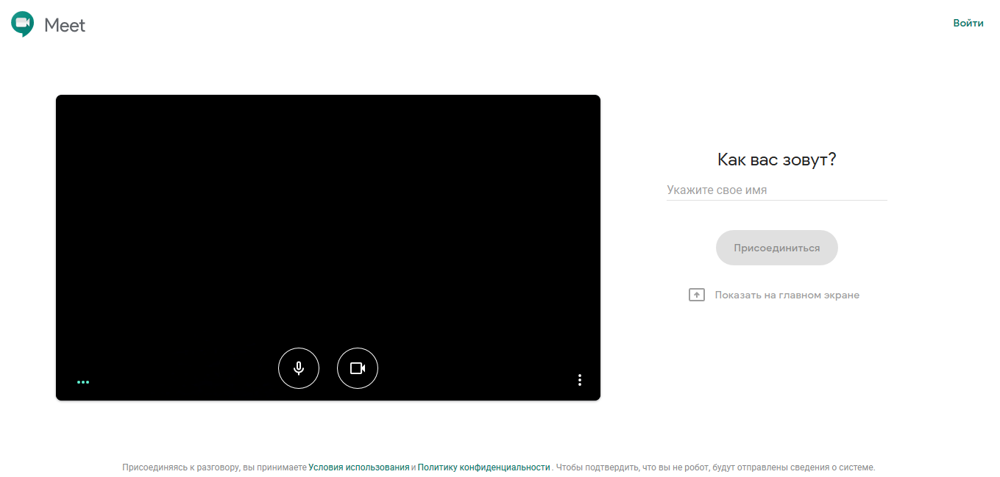 Meet
Войти
Как вас зовут?
Укажите свое имя
Присоединиться
Показать на главном экране
Присоединяясь к разговору, вы принимаете Условия использования и Политику конфиденциальности. Чтобы подтвердить, что вы не робот, будут отправлены сведения о системе.